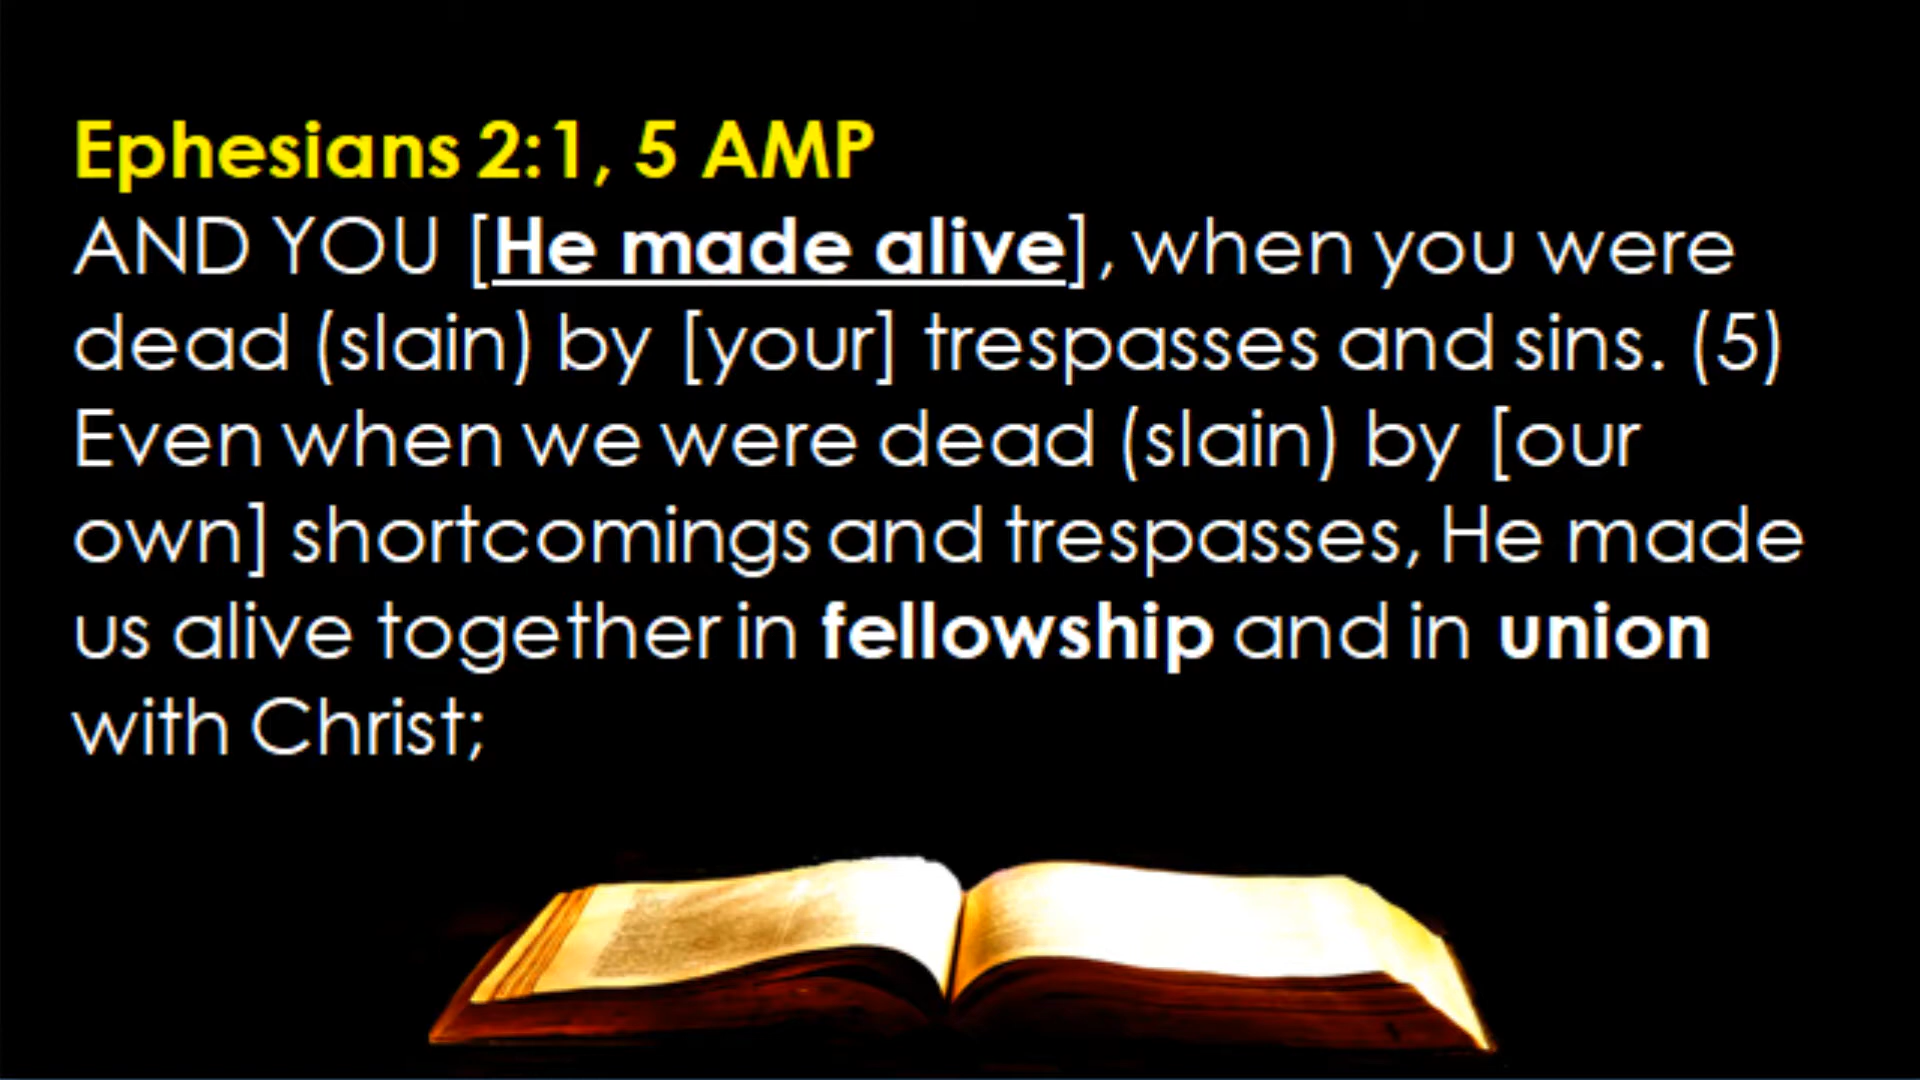 Ephesians 2:1, 5 AMP
AND YOU [He made alive], when you were
dead (slain) by [your] trespasses and sins. (5)
Even when we were dead (slain) by [our
own] shortcomings and trespasses, He made
us alive together in fellowship and in union
with Christ;